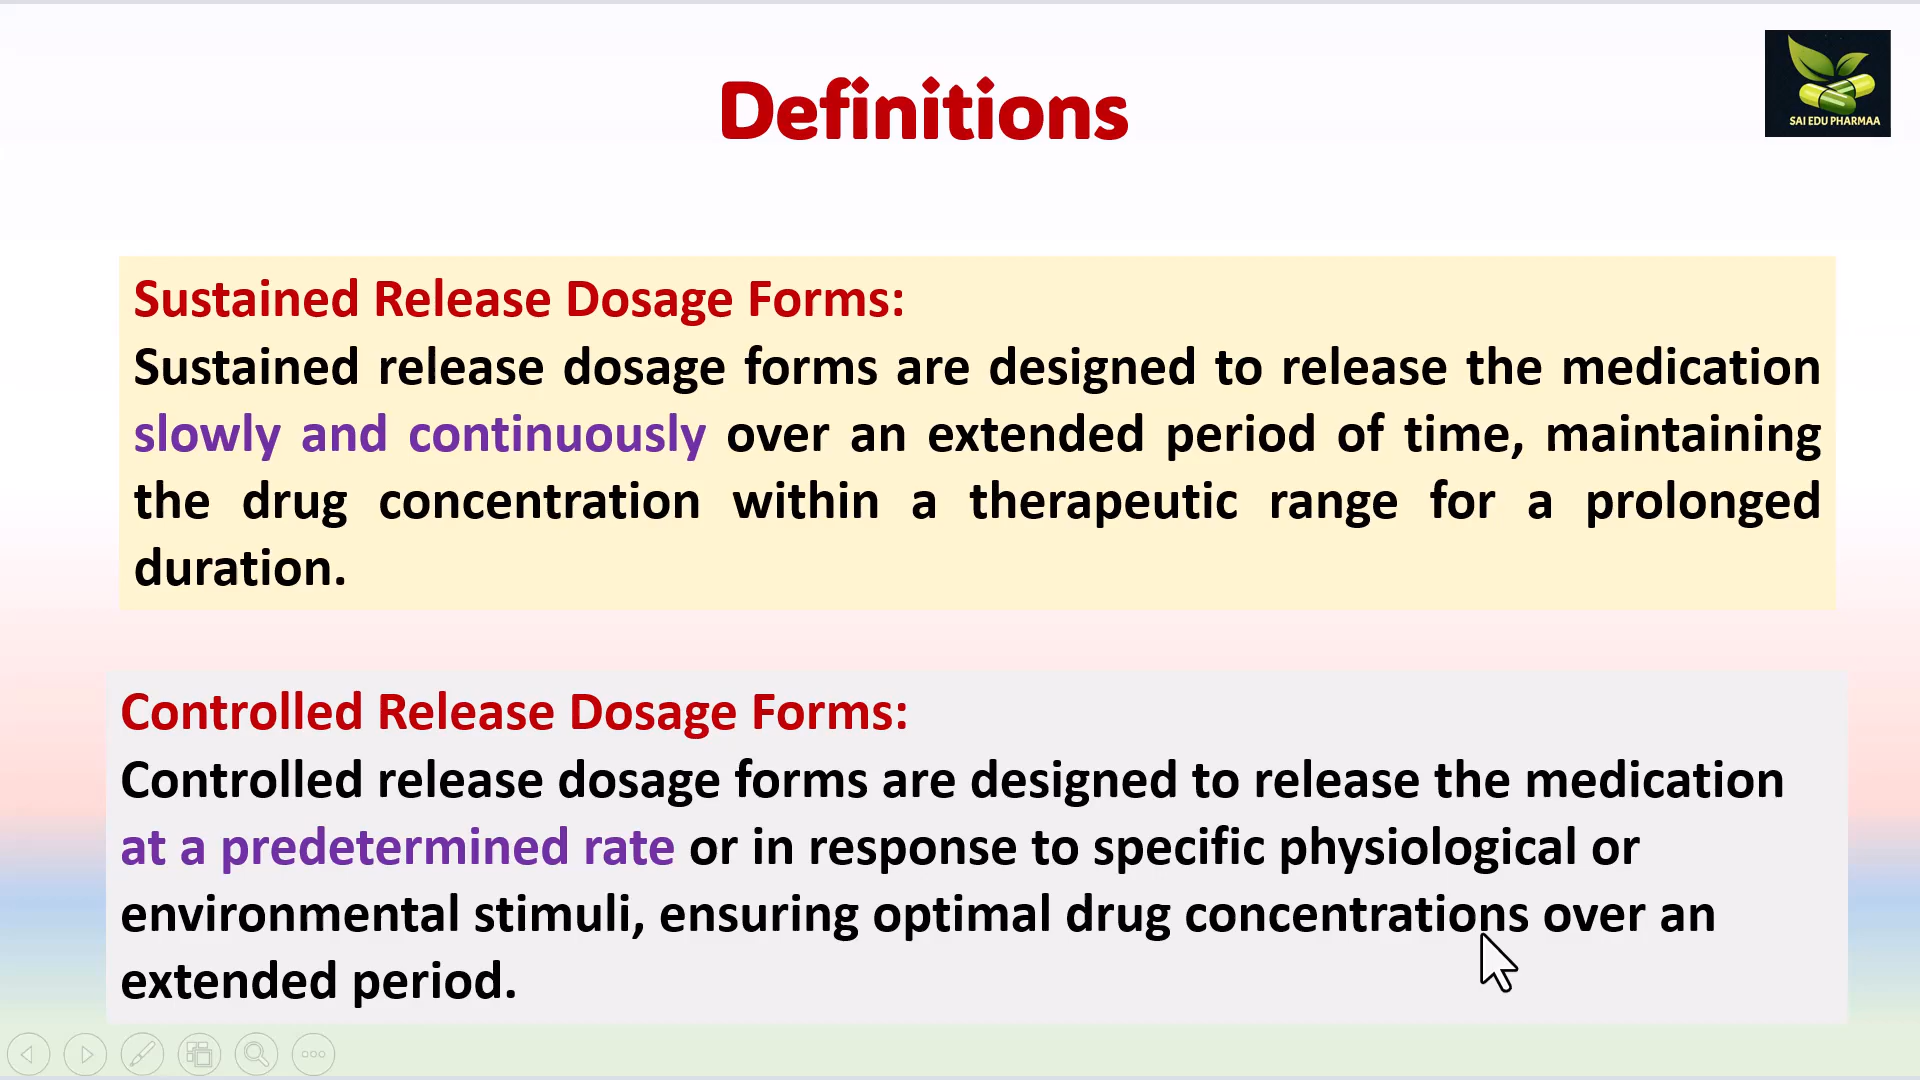 Definitions
SAI EDU PHARMAA
Sustained Release Dosage Forms:
Sustained release dosage forms are designed to release the medication
slowly and continuously over an extended period of time, maintaining
the drug concentration within a therapeutic range for a prolonged
duration.
Controlled Release Dosage Forms:
Controlled release dosage forms are designed to release the medication
at a predetermined rate or in response to specific physiological or
environmental stimuli, ensuring optimal drug concentrations over an
extended period.